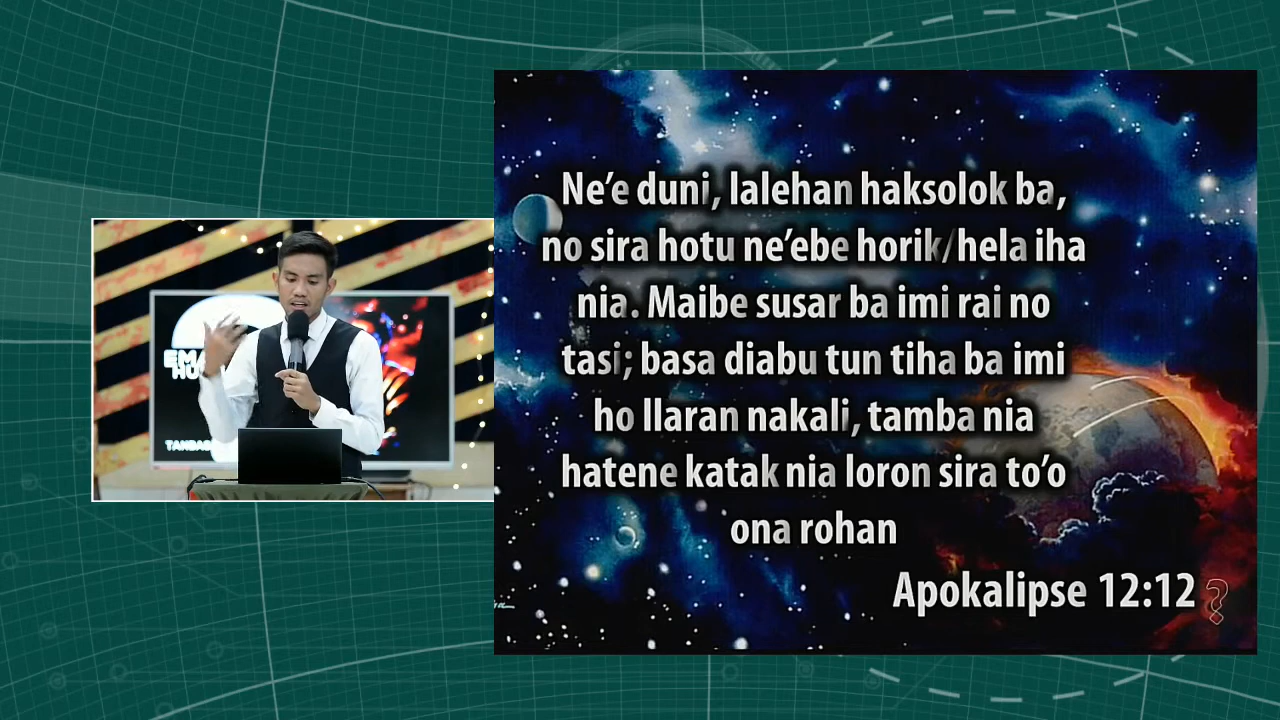 Ne’e duni, lalehan haksolok ba,
no sira hotu ne’ebe horik/hela iha
nia. Maibe susar ba imi rai no
tasi; basa diabu tun tiha ba imi
ho llaran nakali, tamba nia
hatene katak nia loron sira to’o
ona rohan
Apokalipse 12:12